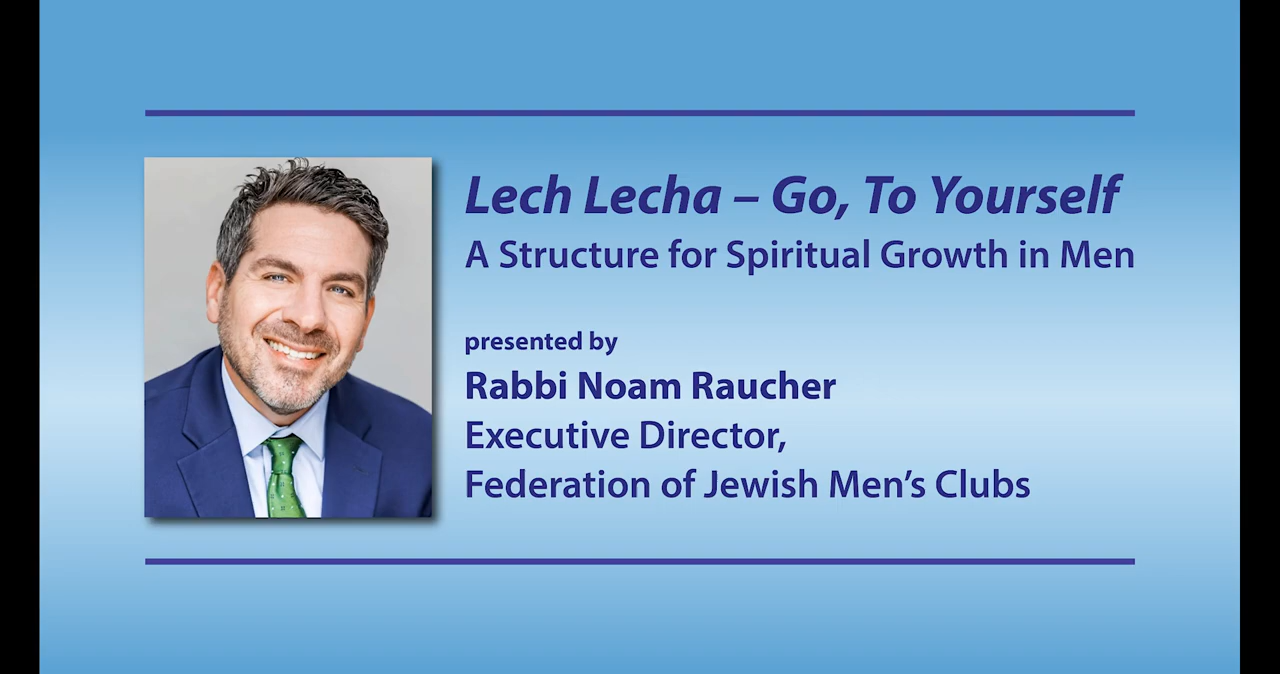 Lech Lecha – Go, To Yourself
A Structure for Spiritual Growth in Men
presented by
Rabbi Noam Raucher
Executive Director,
Federation of Jewish Men’s Clubs